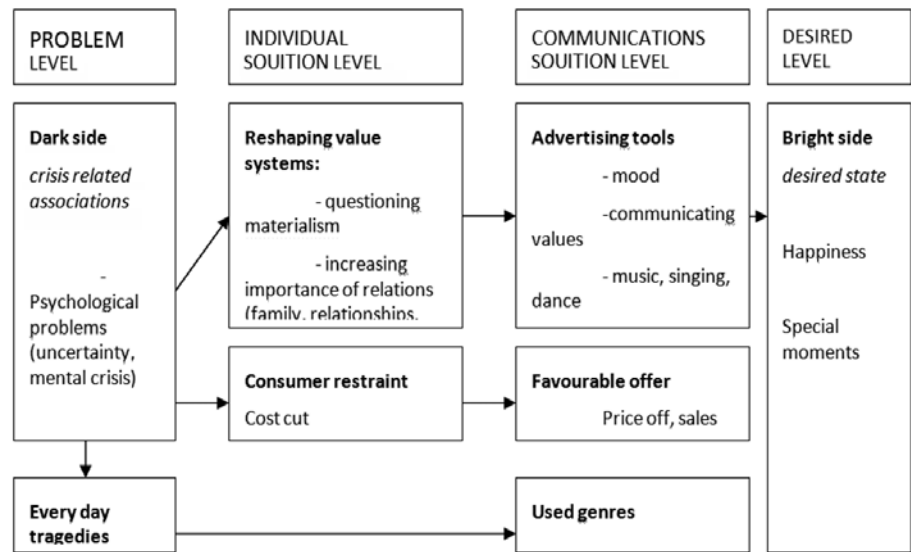 PROBLEM
LEVEL
INDIVIDUAL
SOUITION LEVEL
COMMUNICATIONS
SOUITION LEVEL
DESIRED
LEVEL
Dark side
crisis related
associations
-
Psychological
problems
(uncertainty,
mental crisis)
Reshaping value
systems:
- questioning
materialism
- increasing
importance of relations
(family, relationships,
Advertising tools
- mood
-communicating
values
- music, singing,
dance
Bright side
desired state
Happiness
Special
moments
Consumer restraint
Cost cut
Favourable offer
Price off, sales
Every day
tragedies
Used genres